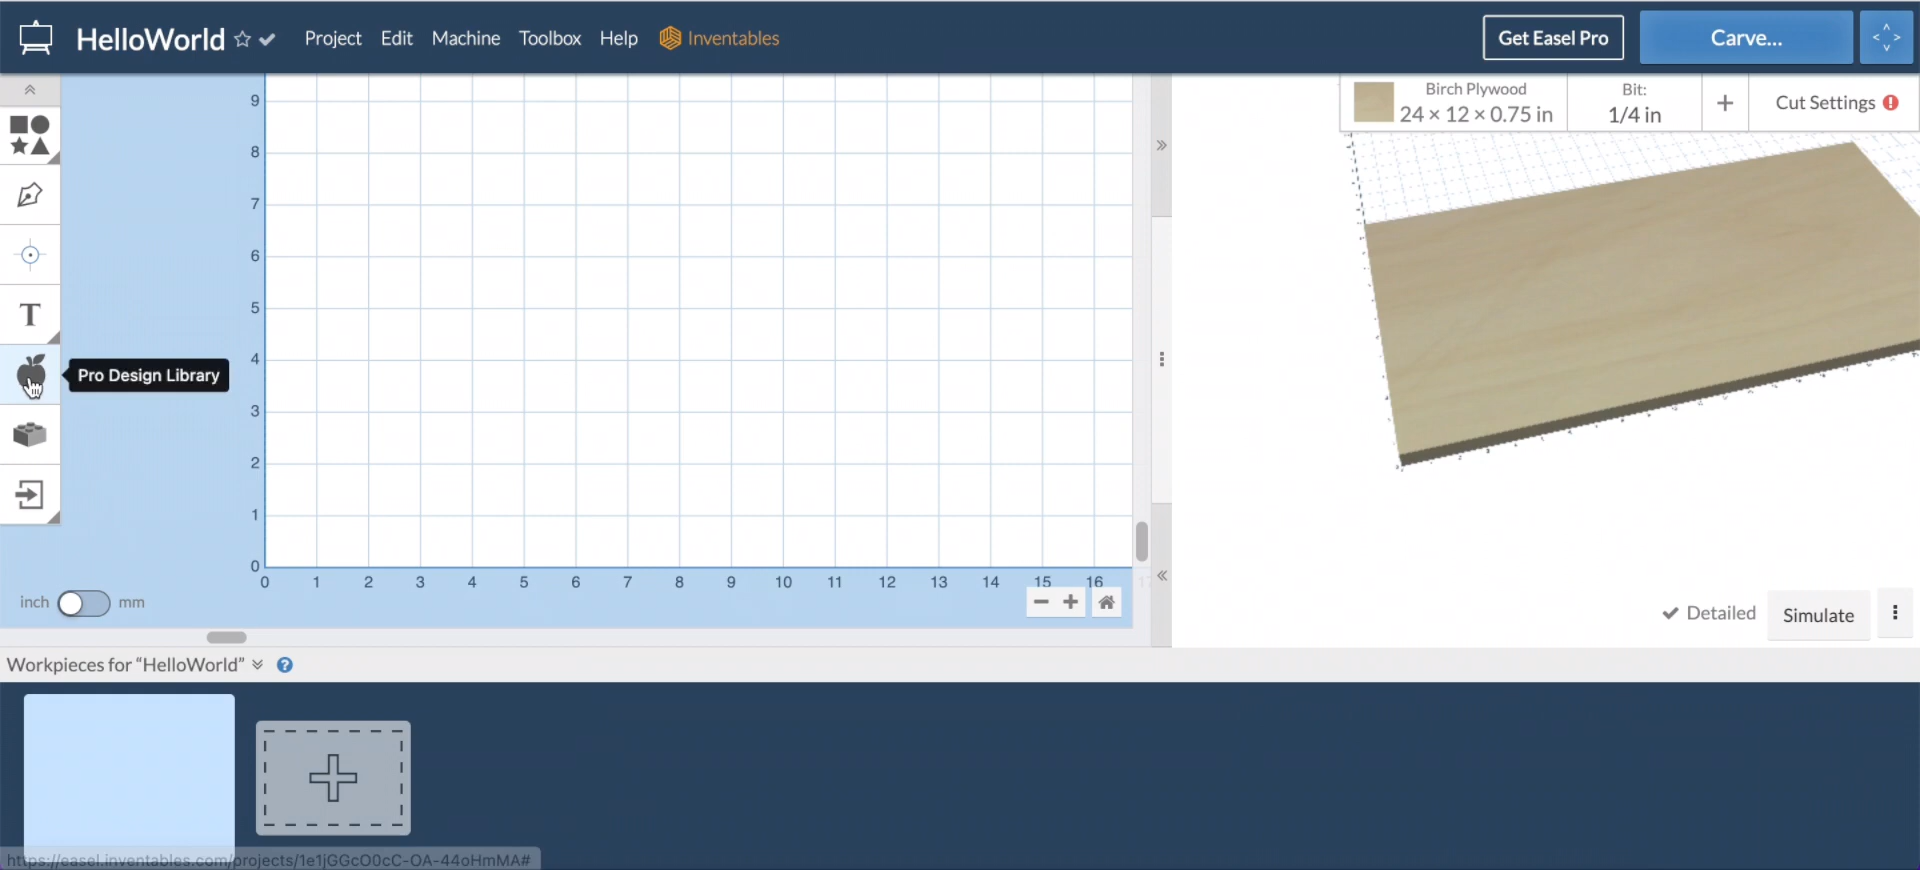 HelloWorld
Project Edit Machine Toolbox Help Inventables
Get Easel Pro
Carve...
Birch Plywood
24 × 12 × 0.75 in
Bit:
1/4 in
+
Cut Settings
T
Pro Design Library
9
8
7
6
5
4
3
2
1
0
0 1 2 3 4 5 6 7 8 9 10 11 12 13 14 15 16
inch mm
Detailed
Simulate
Workpieces for “HelloWorld” ?
https://easel.inventables.com/projects/1e1jGGcO0cC-OA-44oHmMA#